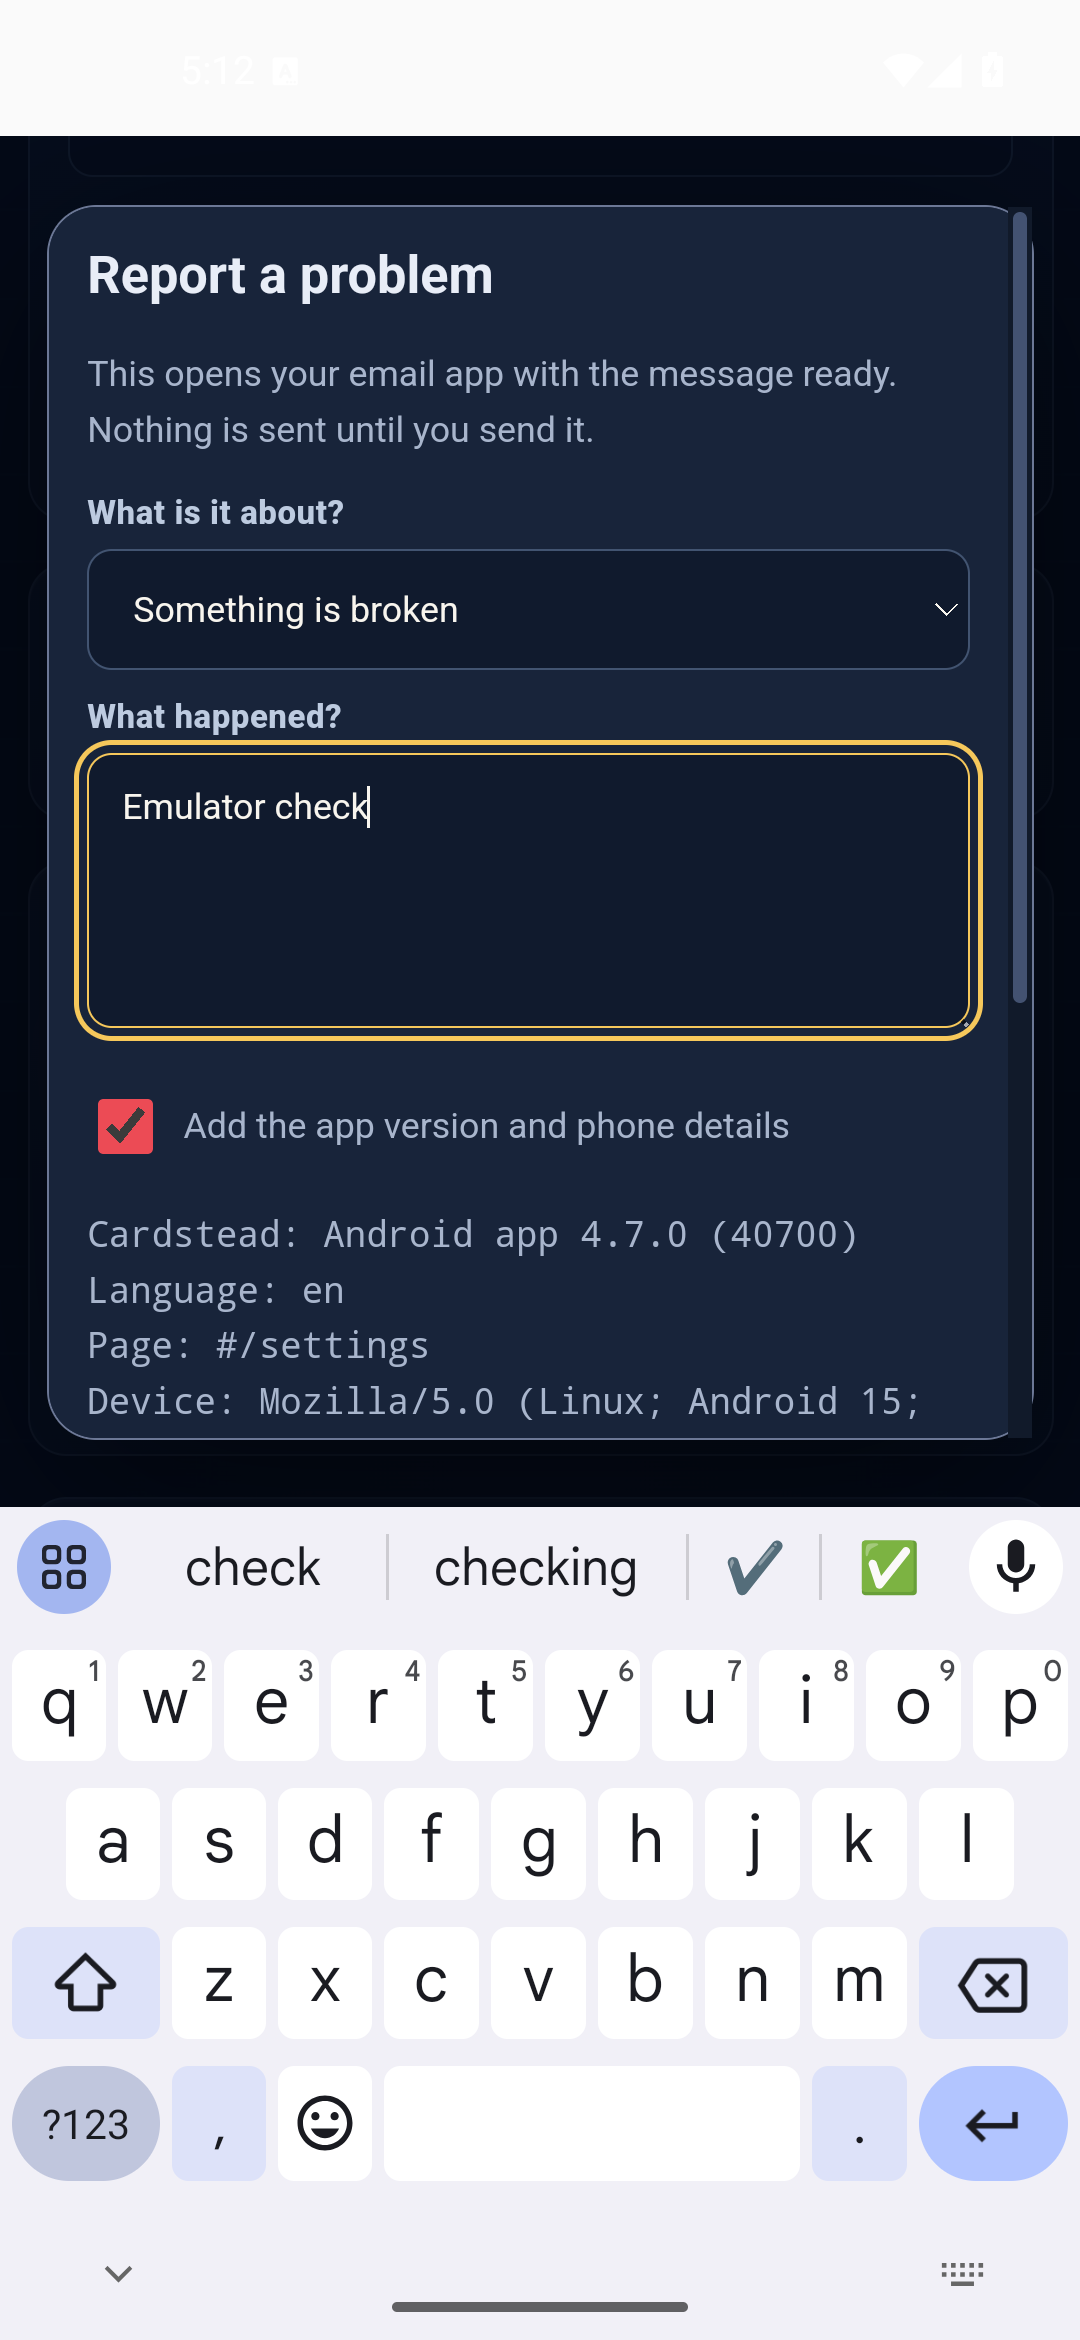 5:12
Report a problem
This opens your email app with the message ready.
Nothing is sent until you send it.
What is it about?
Something is broken
What happened?
Emulator check
Add the app version and phone details
Cardstead: Android app 4.7.0 (40700)
Language: en
Page: #/settings
Device: Mozilla/5.0 (Linux; Android 15;
check checking
q 1 w 2 e 3 r 4 t 5 y 6 u 7 i 8 o 9 p 0
a s d f g h j k l
z x c v b n m
?123 , .